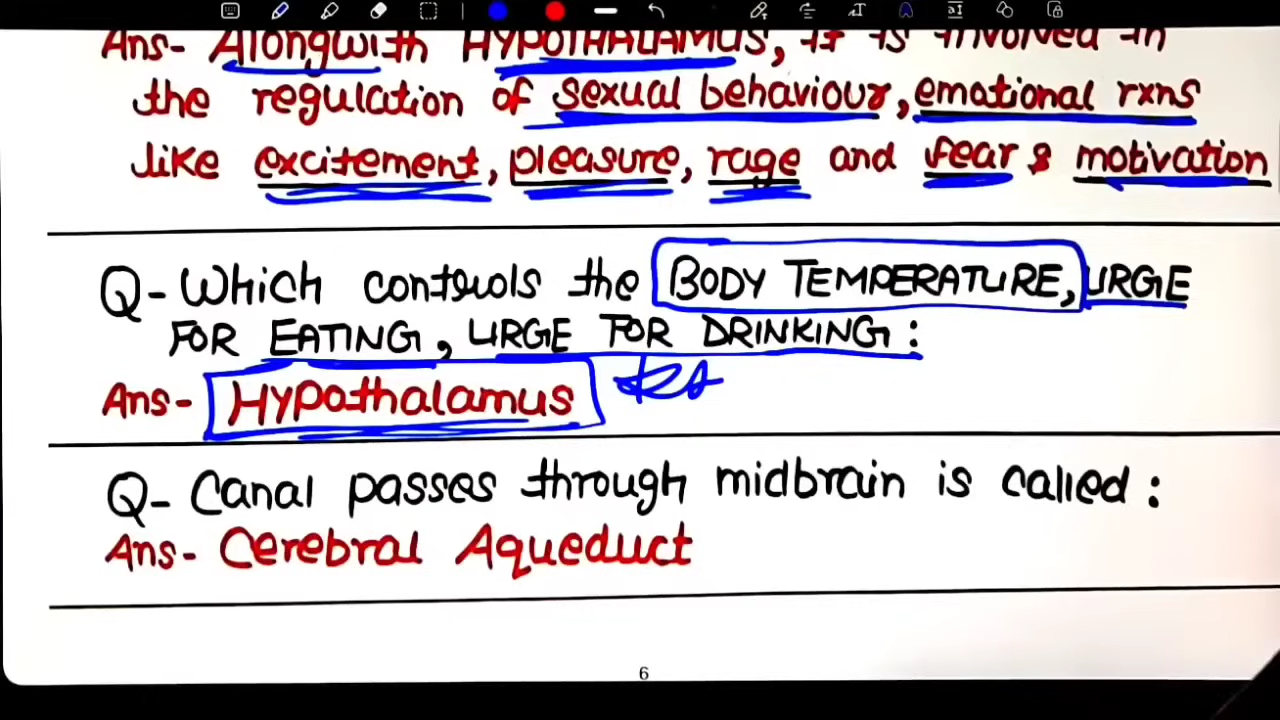 Ans- Alongwith HYPOTHALAMUS, it is involved in
the regulation of sexual behaviour, emotional rxns
like excitement, pleasure, rage and fear & motivation
Q- Which controls the BODY TEMPERATURE, URGE
FOR EATING, URGE FOR DRINKING:
Ans- Hypothalamus
Q- Canal passes through midbrain is called:
Ans- Cerebral Aqueduct
6